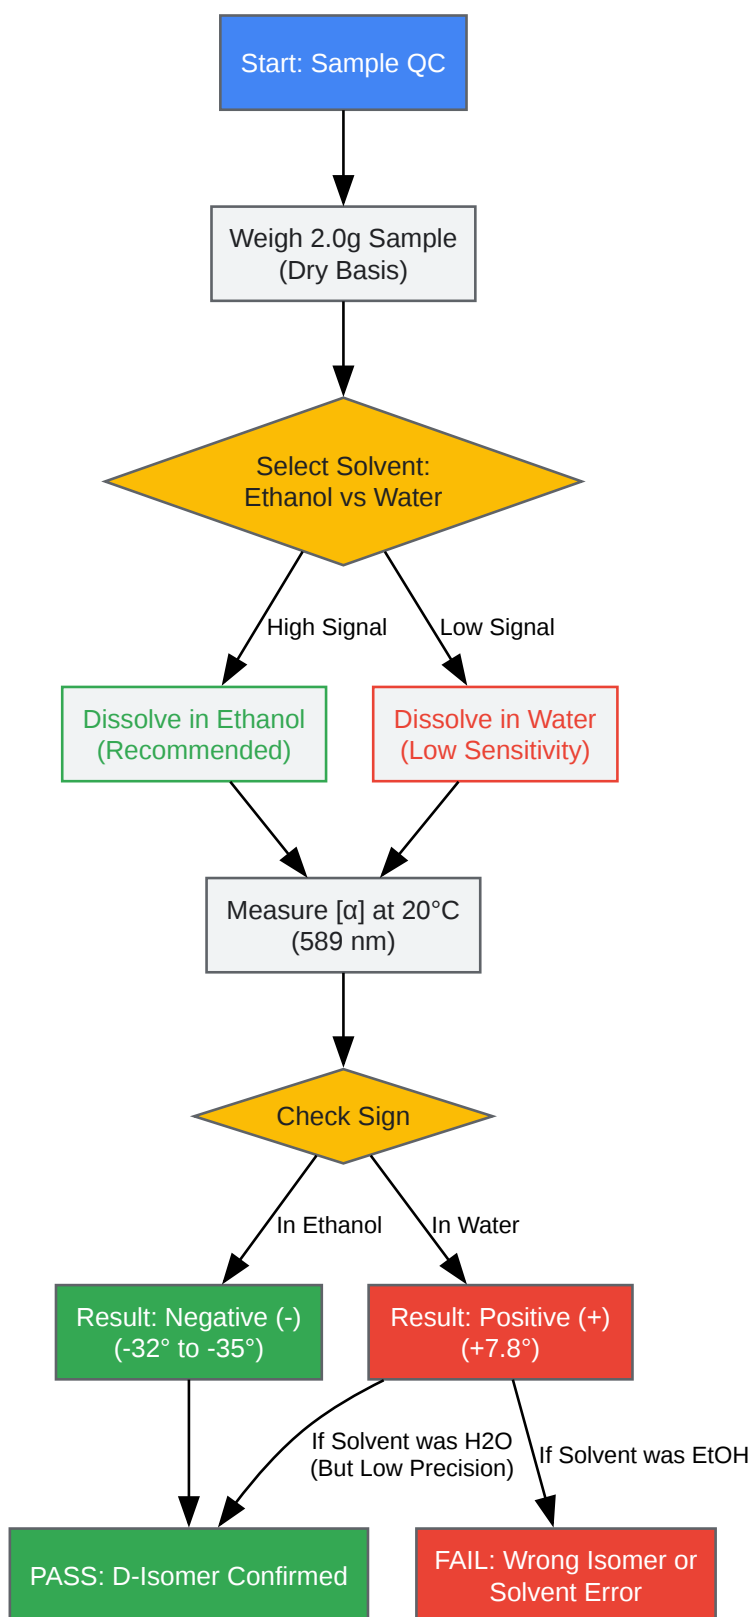 Start: Sample QC
Weigh 2.0g Sample
(Dry Basis)
Select Solvent:
Ethanol vs Water
High Signal
Low Signal
Dissolve in Ethanol
(Recommended)
Dissolve in Water
(Low Sensitivity)
Measure [α] at 20°C
(589 nm)
Check Sign
In Ethanol
In Water
Result: Negative (-)
(-32° to -35°)
Result: Positive (+)
(+7.8°)
If Solvent was H2O
(But Low Precision)
If Solvent was EtOH
PASS: D-Isomer Confirmed
FAIL: Wrong Isomer or
Solvent Error